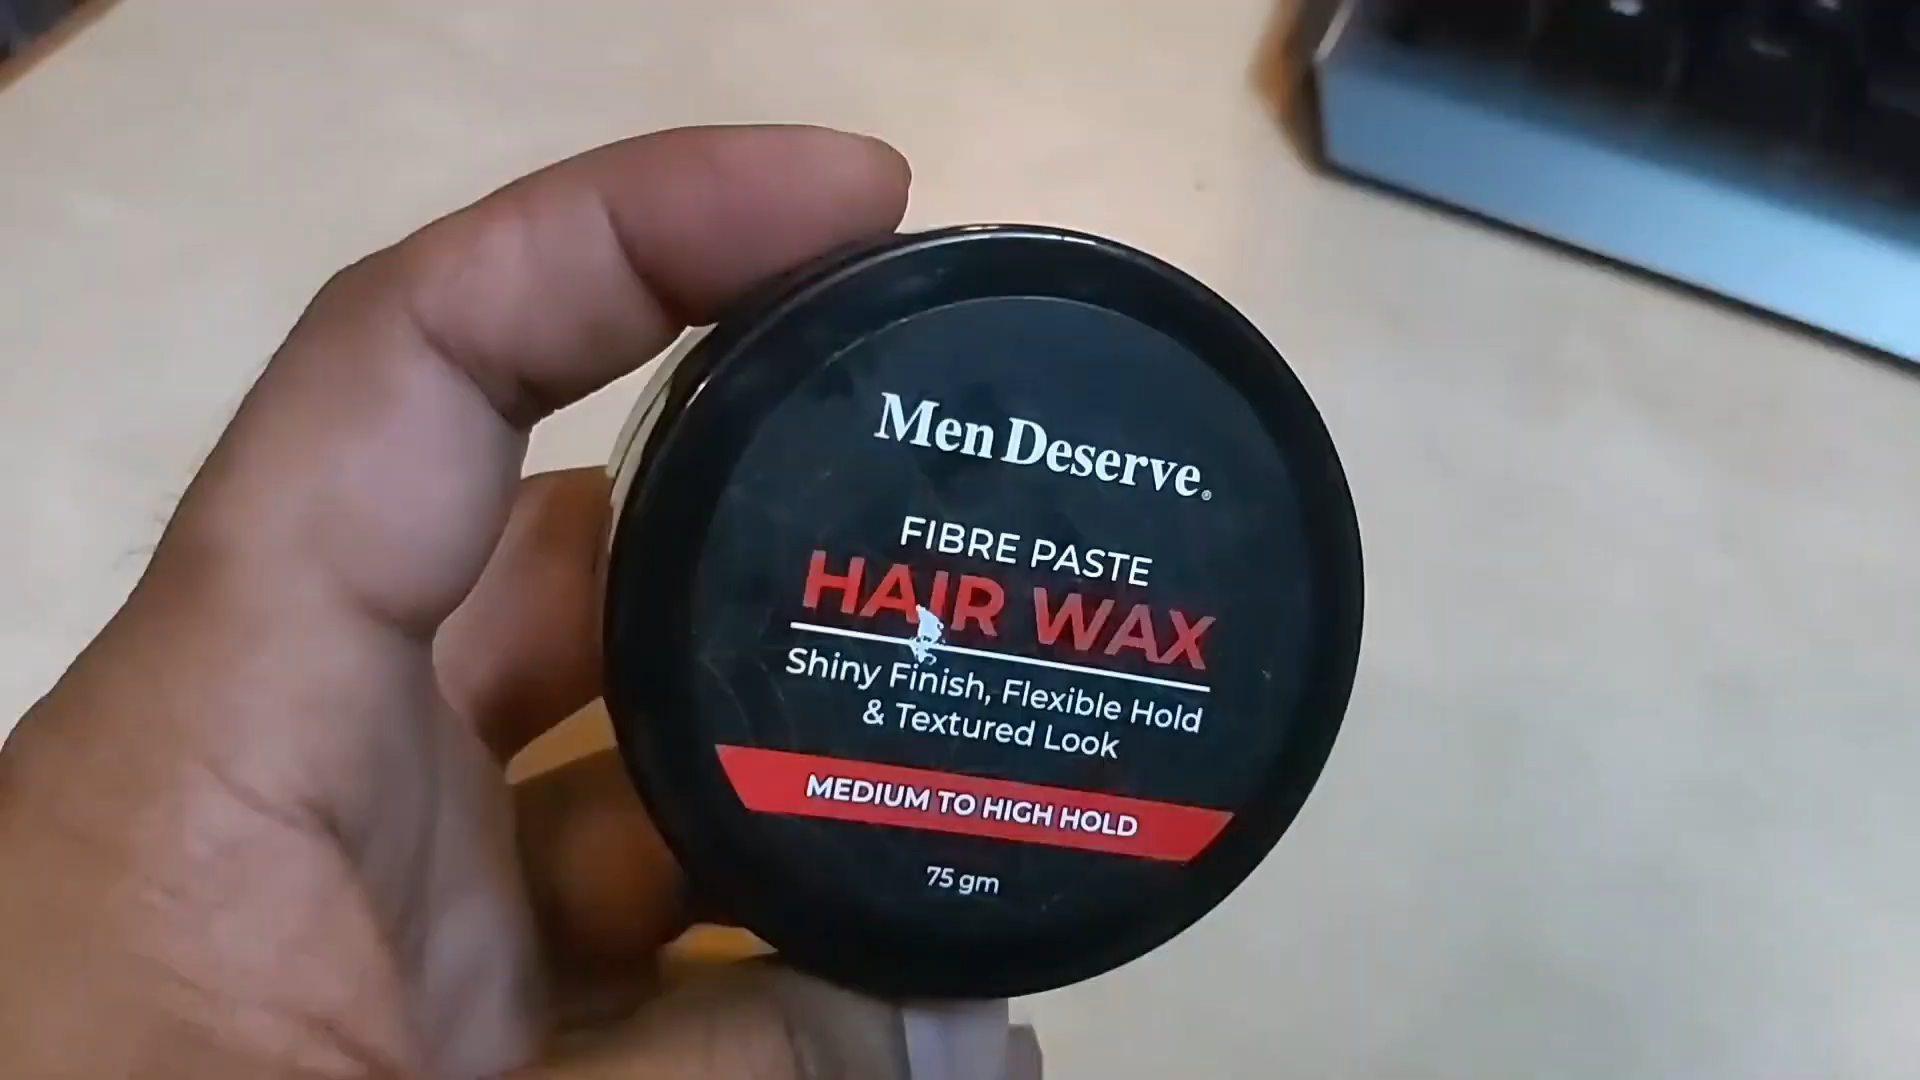 Men Deserve®
FIBRE PASTE
HAIR WAX
Shiny Finish, Flexible Hold
& Textured Look
MEDIUM TO HIGH HOLD
75 gm